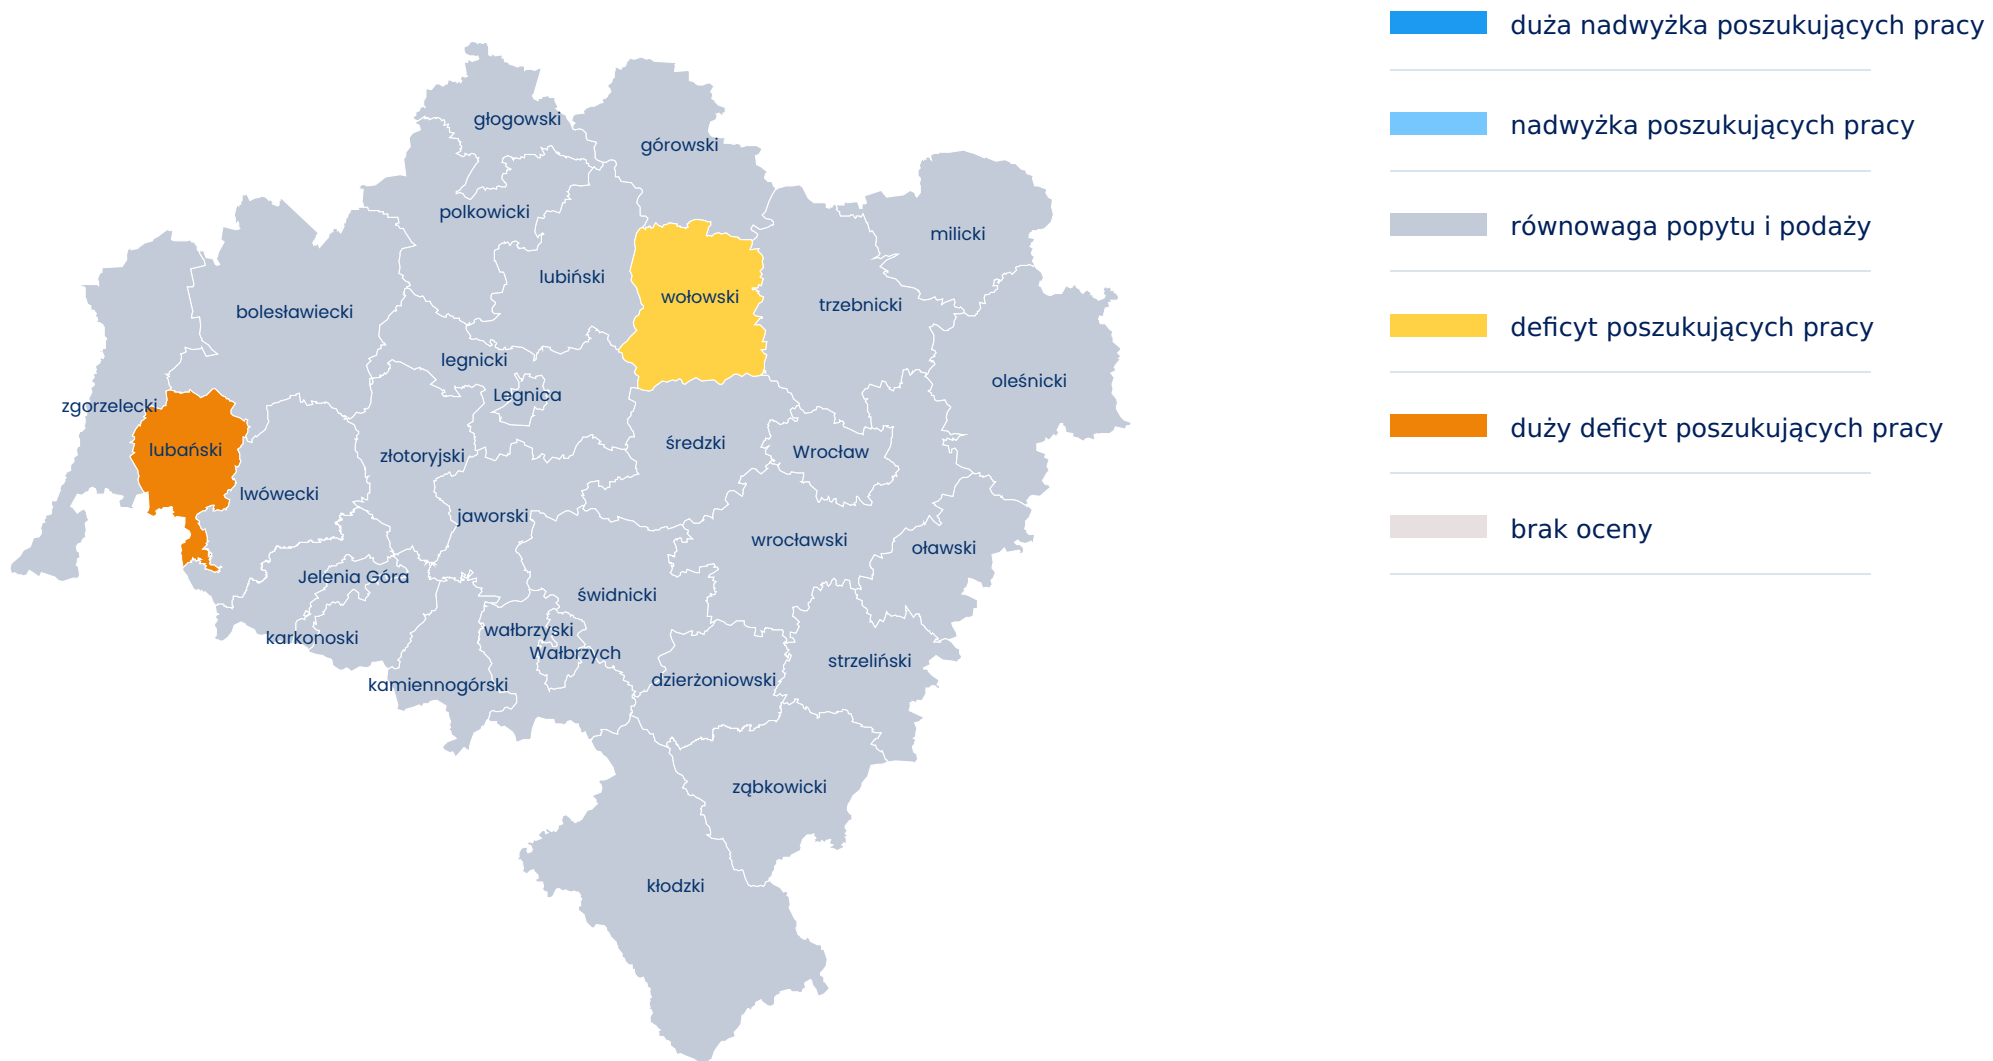 duża nadwyżka poszukujących pracy
nadwyżka poszukujących pracy
równowaga popytu i podaży
deficyt poszukujących pracy
duży deficyt poszukujących pracy
brak oceny
głogowski
górowski
polkowicki
milicki
lubiński
wołowski
trzebnicki
bolesławiecki
legnicki
oleśnicki
Legnica
zgorzelecki
średzki
lubański
Wrocław
złotoryjski
lwówecki
jaworski
wrocławski
oławski
Jelenia Góra
świdnicki
wałbrzyski
karkonoski
Wałbrzych
strzeliński
dzierżoniowski
kamiennogórski
ząbkowicki
kłodzki